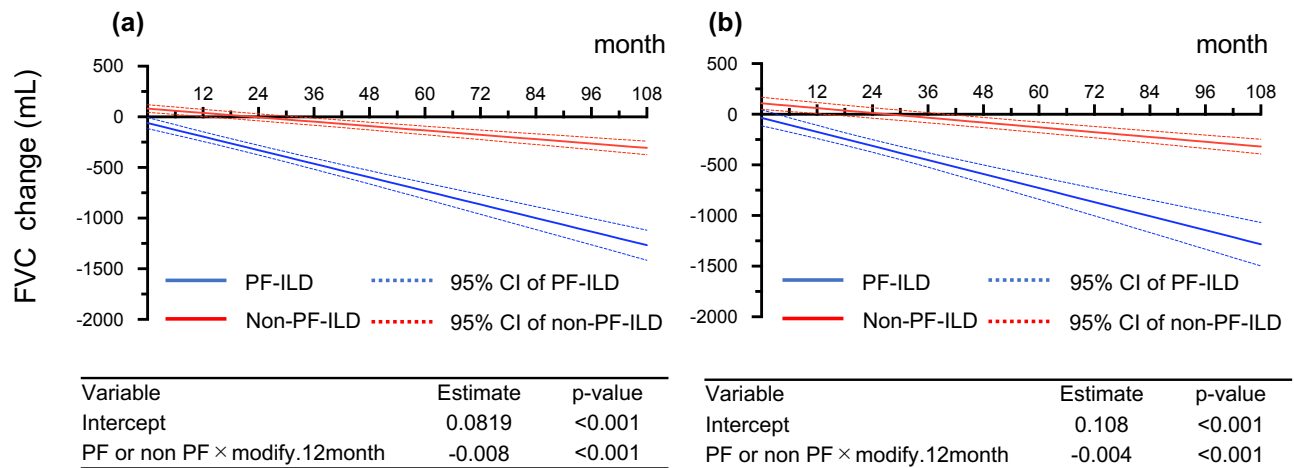 (a)
month
500
12 24 36 48 60 72 84 96 108
0
-500
-1000
-1500
-2000
FVC change (mL)
PF-ILD 95% CI of PF-ILD
Non-PF-ILD 95% CI of non-PF-ILD
Variable Estimate p-value
Intercept 0.0819 <0.001
PF or non PF × modify.12month -0.008 <0.001
(b)
month
500
12 24 36 48 60 72 84 96 108
0
-500
-1000
-1500
-2000
PF-ILD 95% CI of PF-ILD
Non-PF-ILD 95% CI of non-PF-ILD
Variable Estimate p-value
Intercept 0.108 <0.001
PF or non PF × modify.12month -0.004 <0.001